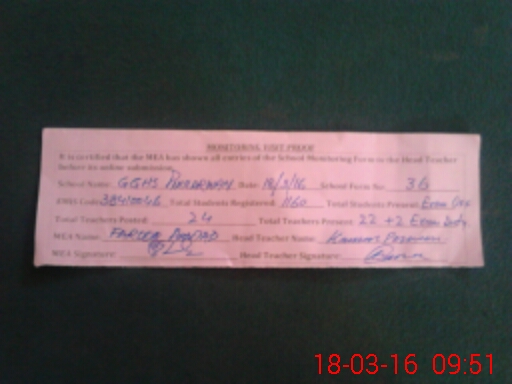 MONITORING VISIT PROOF
It is certified that the MEA has shown all entries of the School Monitoring Form to the Head Teacher
before its online submission.
School Name: GGHS Date: 18/3/16 School Form No. 36
EMIS Code: 38410046 Total Students Registered: 1160 Total Students Present: Exam Day
Total Teachers Posted: 24 Total Teachers Present: 22 +2 Exam Duty
MEA Name: Head Teacher Name:
MEA Signature: Head Teacher Signature:
18-03-16 09:51